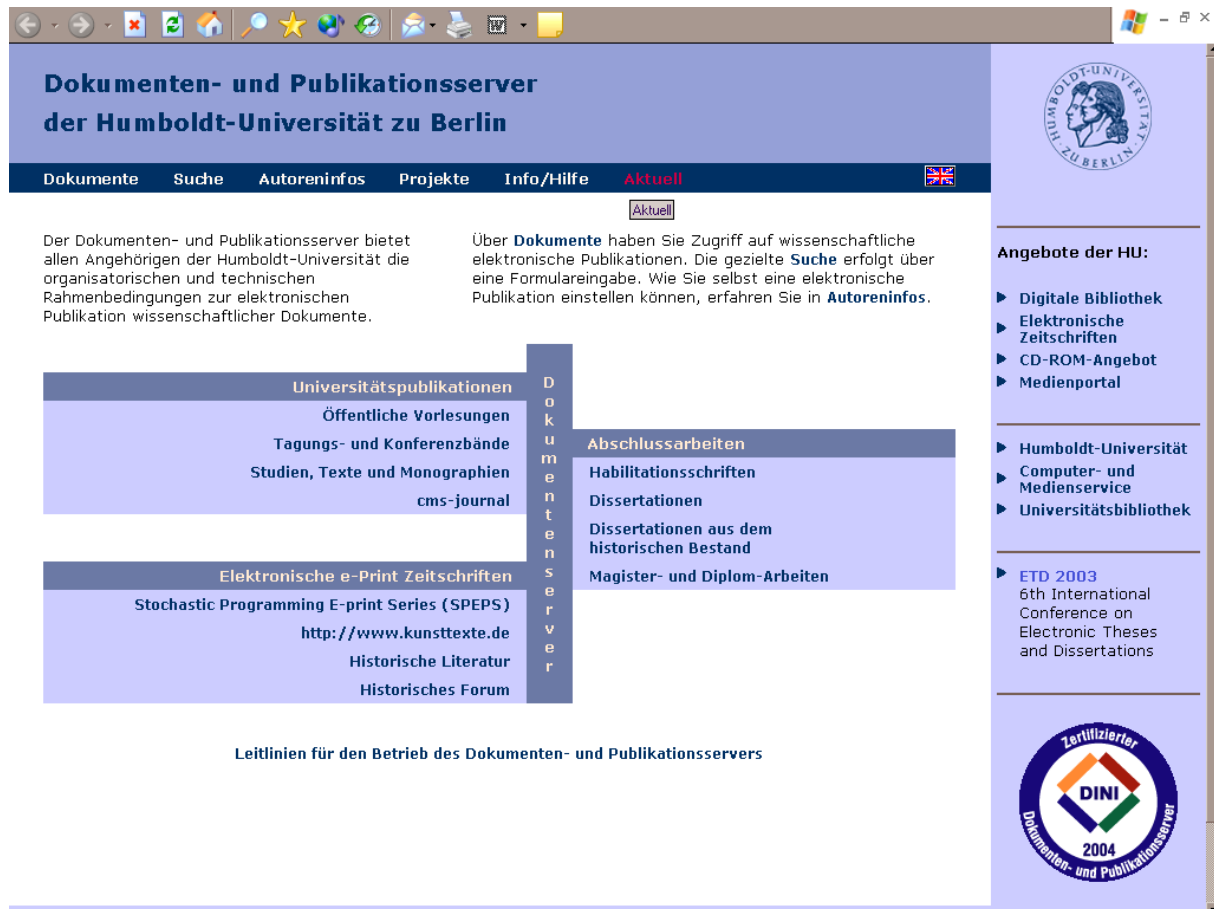 Dokumenten- und Publikationsserver
der Humboldt-Universität zu Berlin
HUMBOLDT-UNIVERSITÄT
ZU BERLIN
Dokumente Suche Autoreninfos Projekte Info/Hilfe Aktuell
Aktuell
Der Dokumenten- und Publikationsserver bietet
allen Angehörigen der Humboldt-Universität die
organisatorischen und technischen
Rahmenbedingungen zur elektronischen
Publikation wissenschaftlicher Dokumente.
Über Dokumente haben Sie Zugriff auf wissenschaftliche
elektronische Publikationen. Die gezielte Suche erfolgt über
eine Formulareingabe. Wie Sie selbst eine elektronische
Publikation einstellen können, erfahren Sie in Autoreninfos.
Universitätspublikationen
Öffentliche Vorlesungen
Tagungs- und Konferenzbände
Studien, Texte und Monographien
cms-journal
Elektronische e-Print Zeitschriften
Stochastic Programming E-print Series (SPEPS)
http://www.kunsttexte.de
Historische Literatur
Historisches Forum
Dokumentenserver
Abschlussarbeiten
Habilitationsschriften
Dissertationen
Dissertationen aus dem
historischen Bestand
Magister- und Diplom-Arbeiten
Leitlinien für den Betrieb des Dokumenten- und Publikationsservers
Angebote der HU:
Digitale Bibliothek
Elektronische
Zeitschriften
CD-ROM-Angebot
Medienportal
Humboldt-Universität
Computer- und
Medienservice
Universitätsbibliothek
ETD 2003
6th International
Conference on
Electronic Theses
and Dissertations
Zertifizierter
DINI
2004
Dokumenten- und Publikationsserver